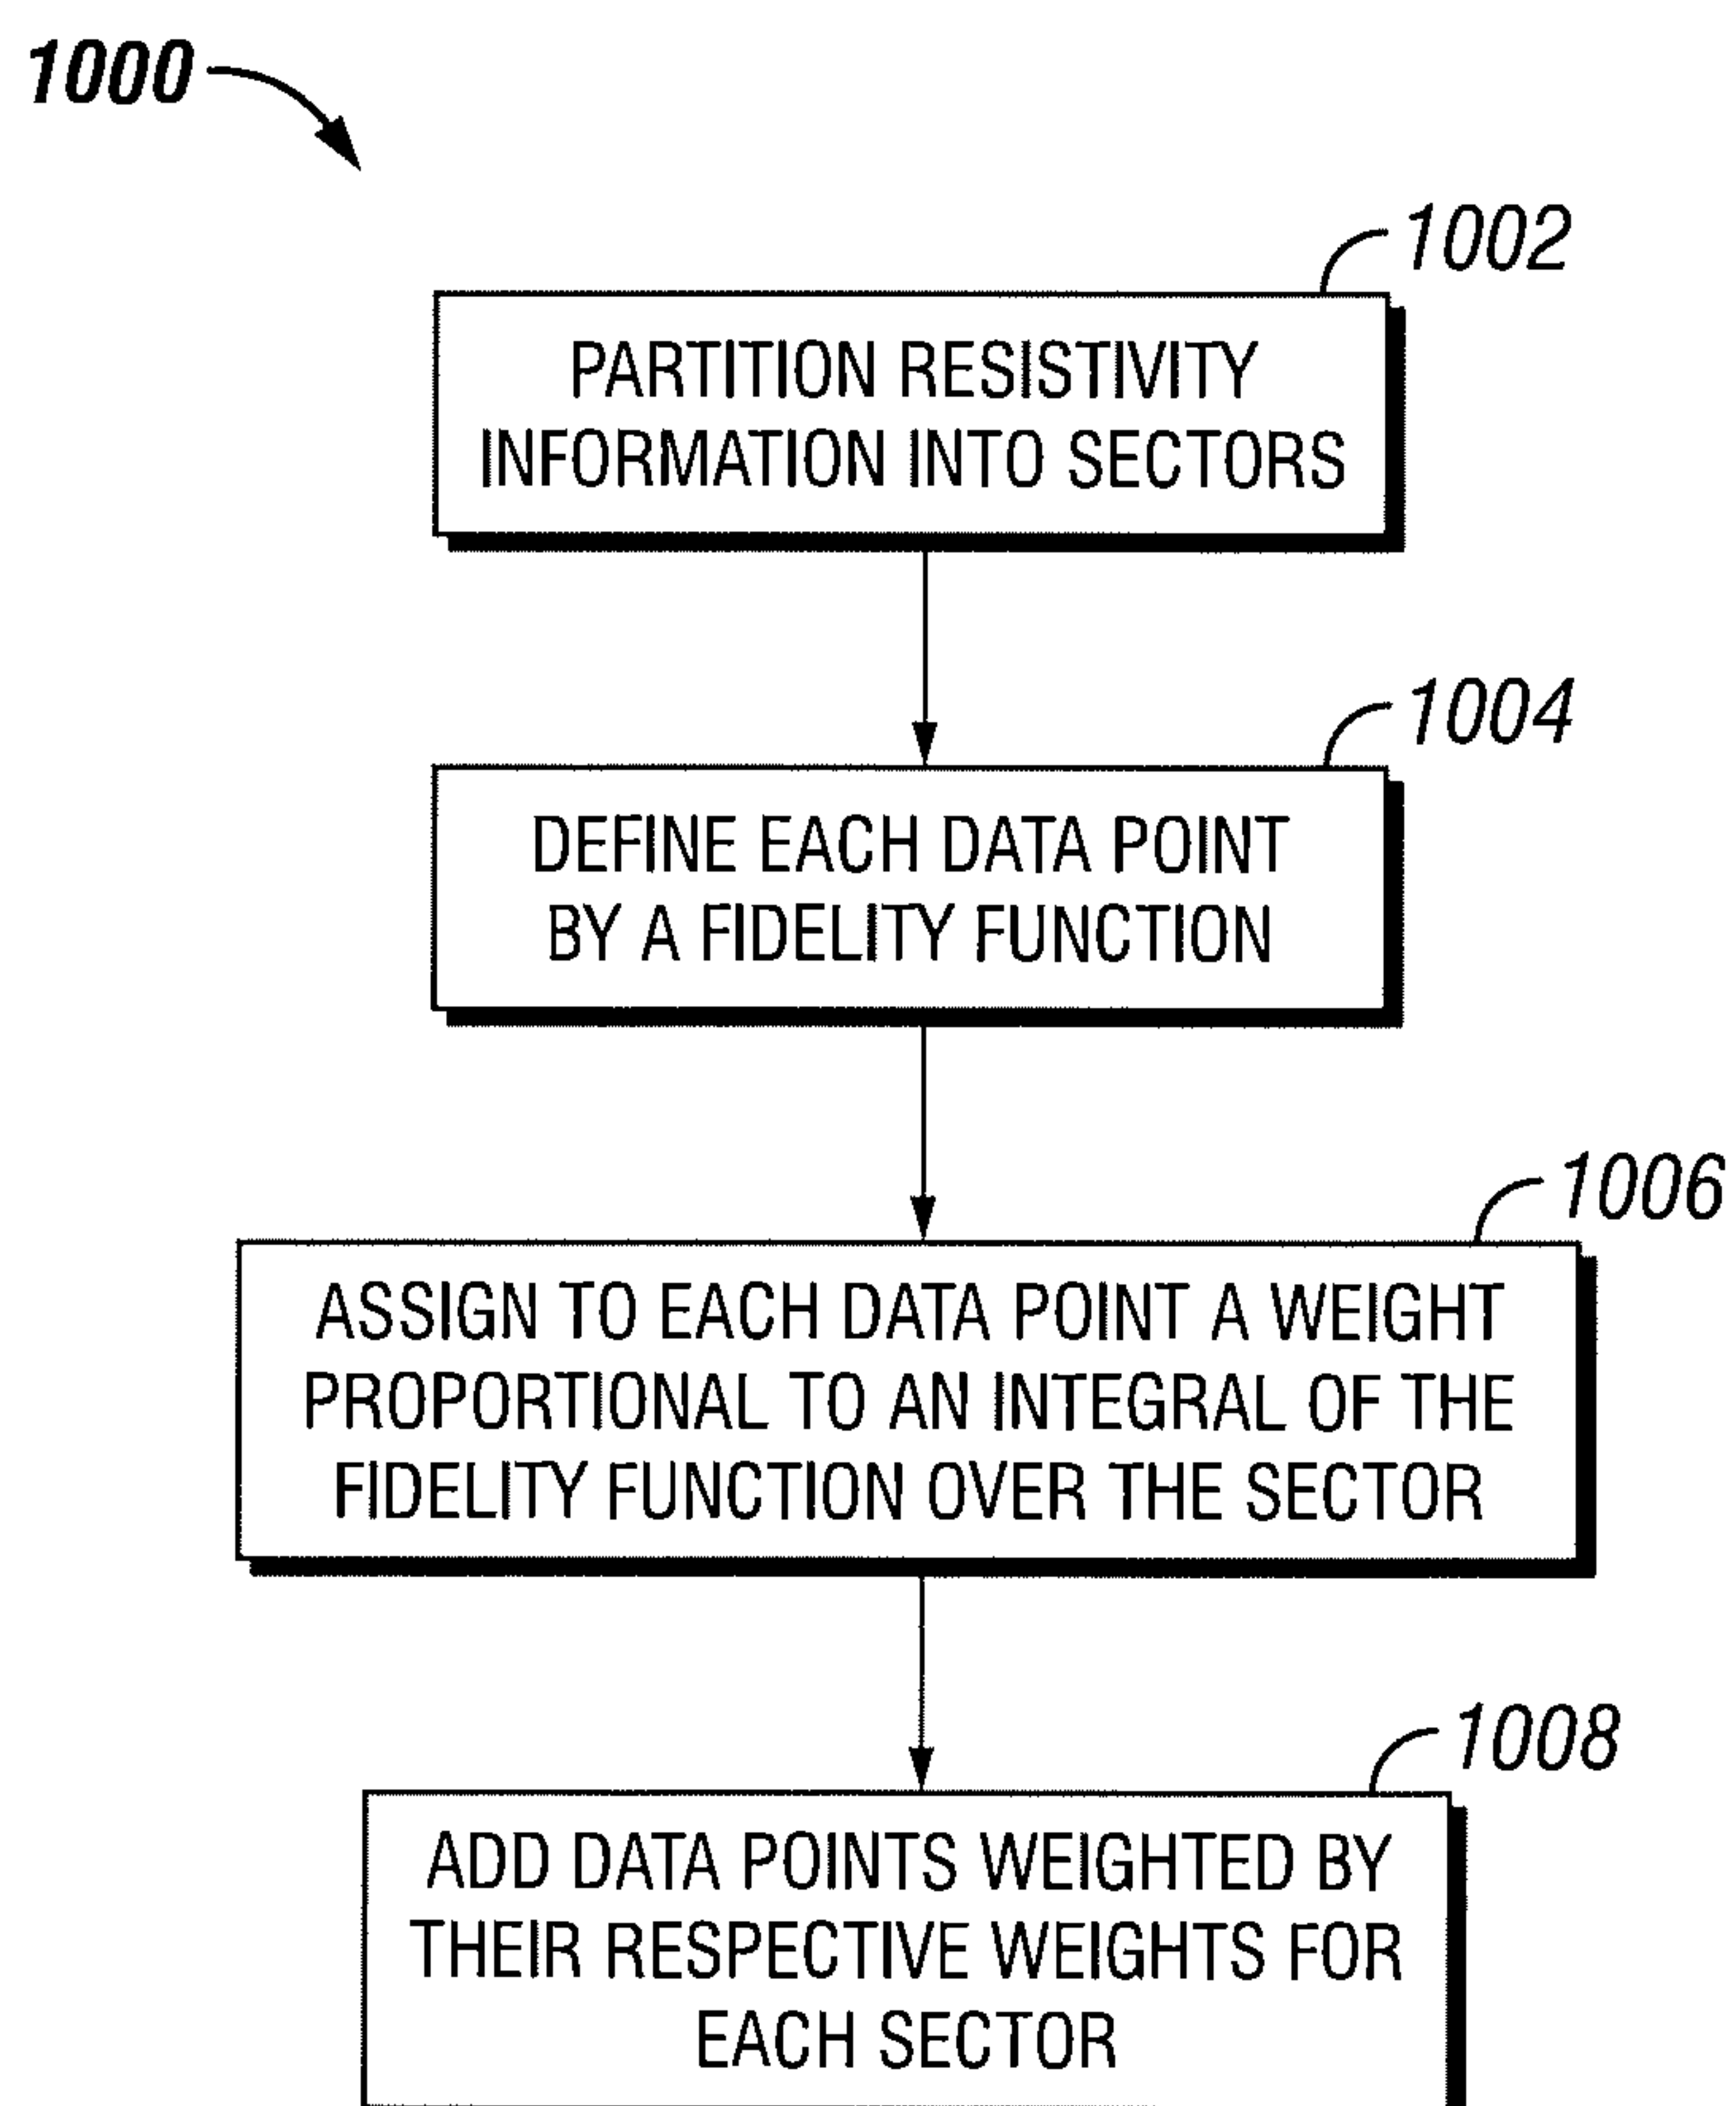 1000
1002
PARTITION RESISTIVITY
INFORMATION INTO SECTORS
1004
DEFINE EACH DATA POINT
BY A FIDELITY FUNCTION
1006
ASSIGN TO EACH DATA POINT A WEIGHT
PROPORTIONAL TO AN INTEGRAL OF THE
FIDELITY FUNCTION OVER THE SECTOR
1008
ADD DATA POINTS WEIGHTED BY
THEIR RESPECTIVE WEIGHTS FOR
EACH SECTOR